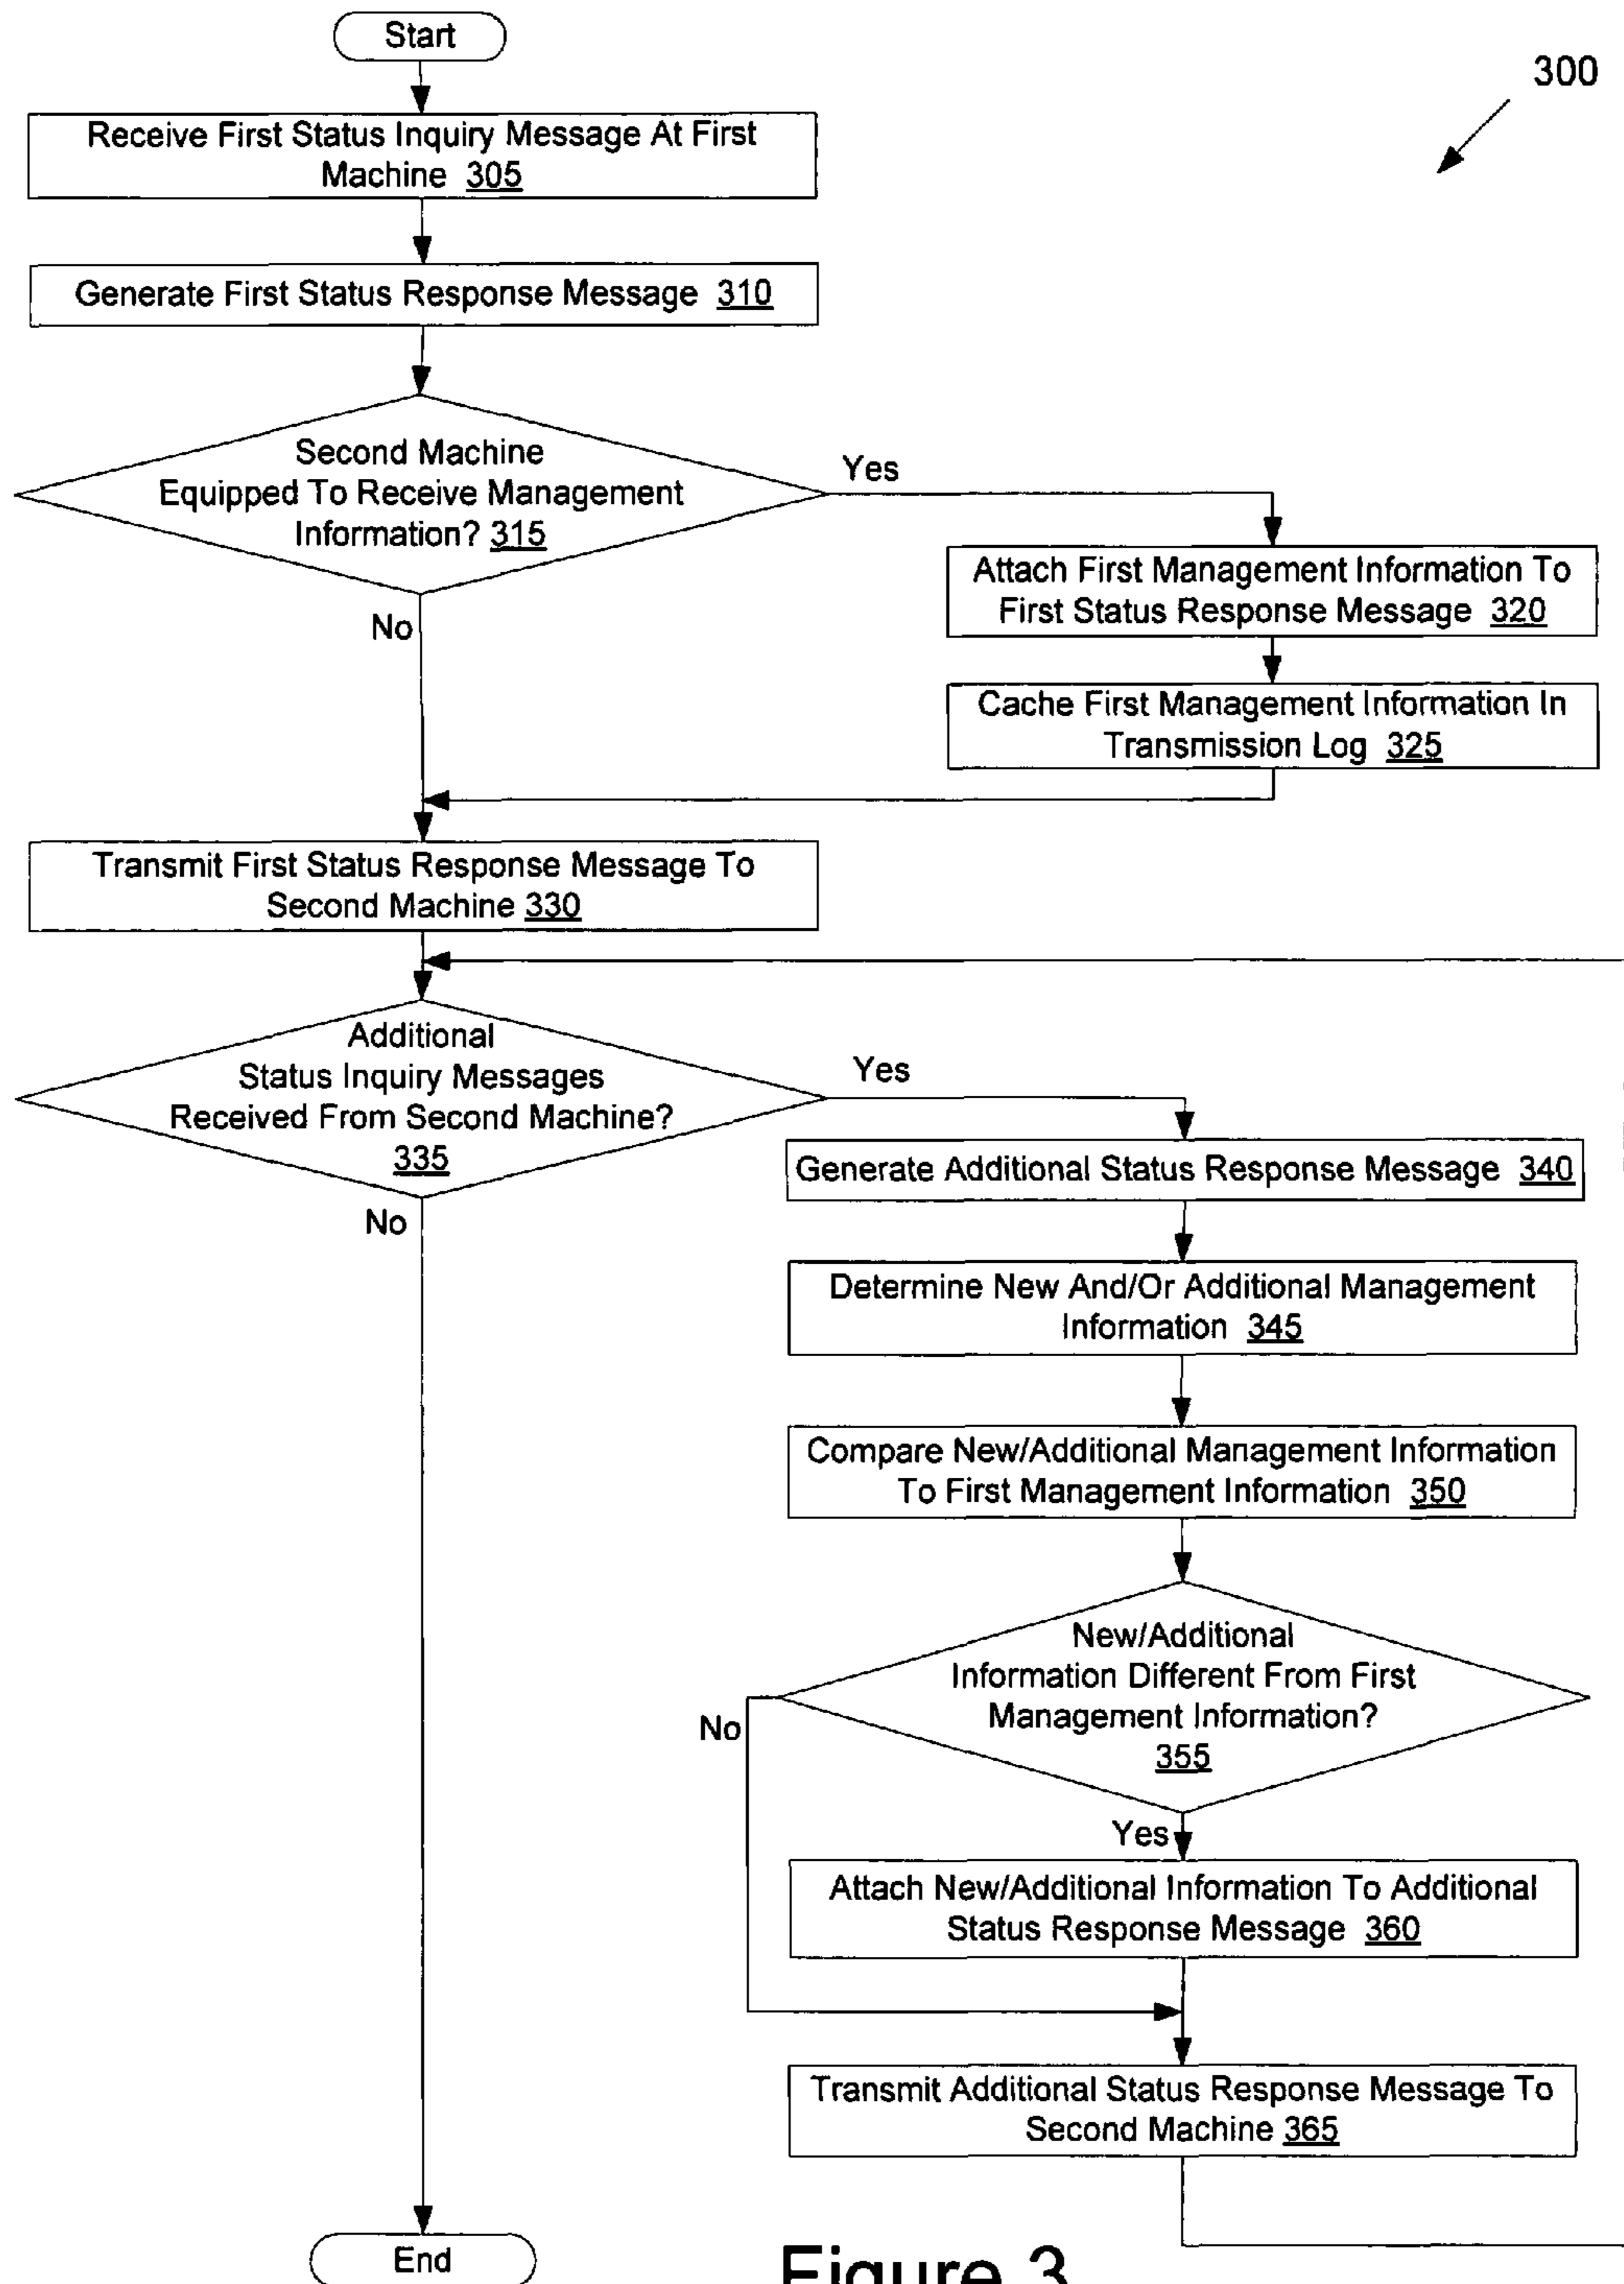 Start
300
Receive First Status Inquiry Message At First
Machine 305
Generate First Status Response Message 310
Second Machine
Equipped To Receive Management
Information? 315
Yes
No
Attach First Management Information To
First Status Response Message 320
Cache First Management Information In
Transmission Log 325
Transmit First Status Response Message To
Second Machine 330
Additional
Status Inquiry Messages
Received From Second Machine?
335
Yes
No
Generate Additional Status Response Message 340
Determine New And/Or Additional Management
Information 345
Compare New/Additional Management Information
To First Management Information 350
New/Additional
Information Different From First
Management Information?
355
No
Yes
Attach New/Additional Information To Additional
Status Response Message 360
Transmit Additional Status Response Message To
Second Machine 365
End
Figure 3